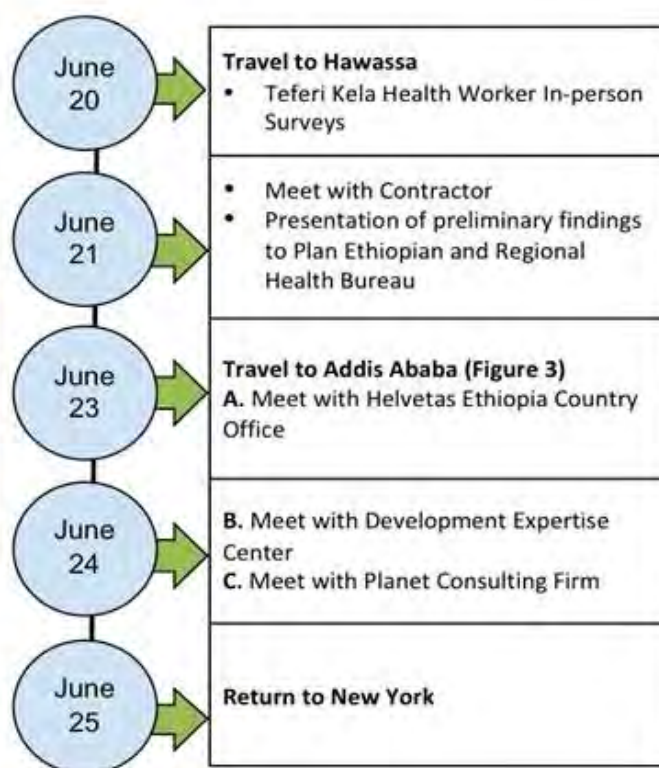 June
20
Travel to Hawassa
• Teferi Kela Health Worker In-person
Surveys
June
21
• Meet with Contractor
• Presentation of preliminary findings
to Plan Ethiopian and Regional
Health Bureau
June
23
Travel to Addis Ababa (Figure 3)
A. Meet with Helvetas Ethiopia Country
Office
June
24
B. Meet with Development Expertise
Center
C. Meet with Planet Consulting Firm
June
25
Return to New York